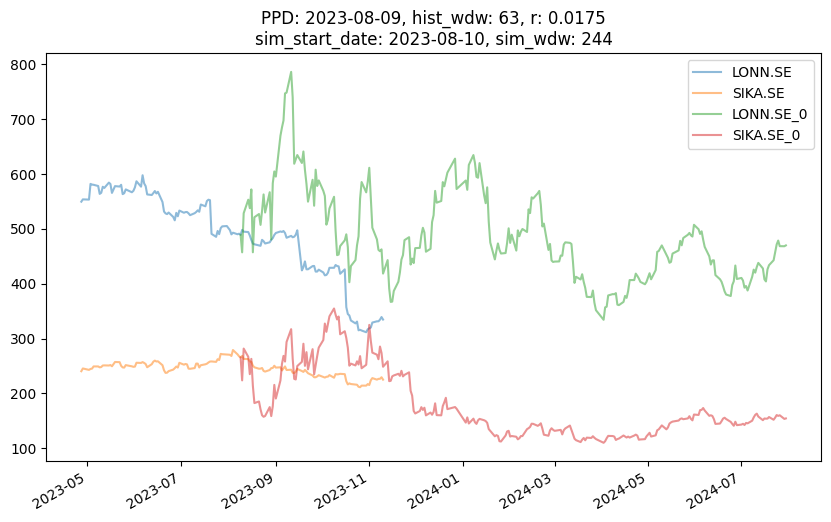 PPD: 2023-08-09, hist_wdw: 63, r: 0.0175
sim_start_date: 2023-08-10, sim_wdw: 244
LONN.SE
SIKA.SE
LONN.SE_0
SIKA.SE_0
800
700
600
500
400
300
200
100
2023-05
2023-07
2023-09
2023-11
2024-01
2024-03
2024-05
2024-07